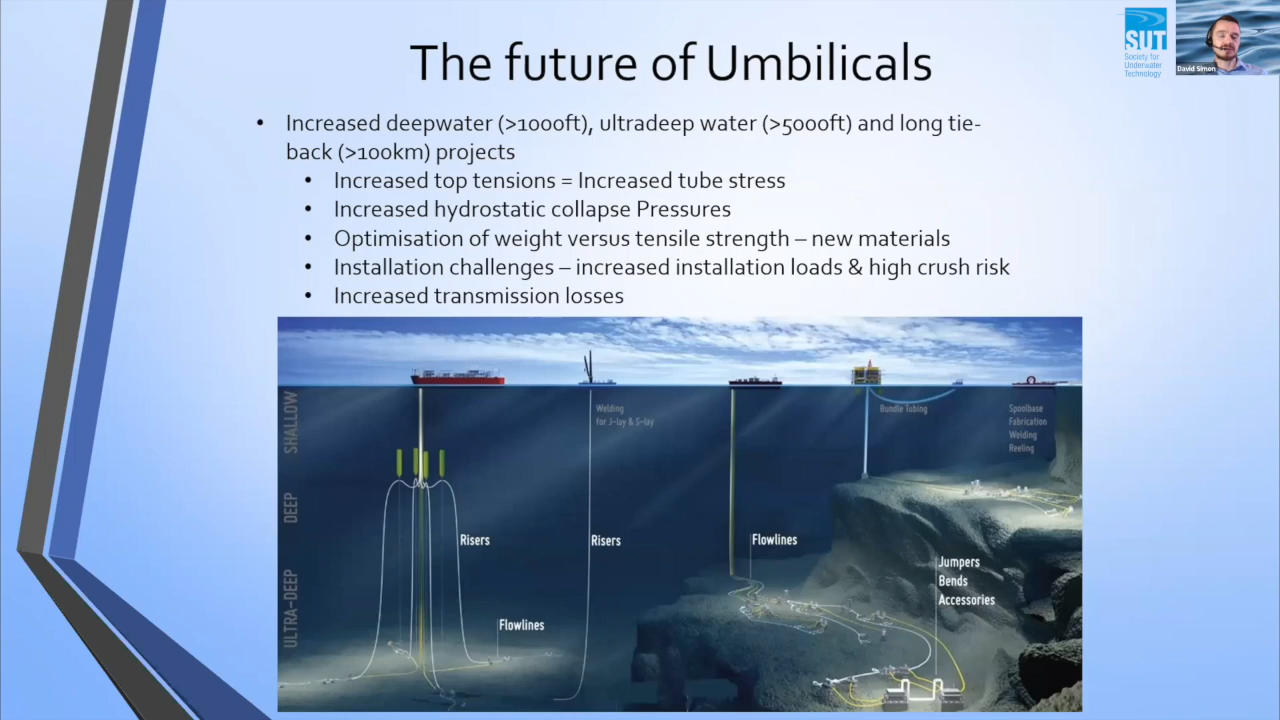 The future of Umbilicals
SUT
Society for
Underwater
Technology
David Simon
• Increased deepwater (>1000ft), ultradeep water (>5000ft) and long tie-
back (>100km) projects
• Increased top tensions = Increased tube stress
• Increased hydrostatic collapse Pressures
• Optimisation of weight versus tensile strength – new materials
• Installation challenges – increased installation loads & high crush risk
• Increased transmission losses
SHALLOW
DEEP
ULTRA-DEEP
Welding
for J-lay & S-lay
Bundle Tubing
Spoolbase
Fabrication
Welding
Reeling
Risers
Risers
Flowlines
Flowlines
Jumpers
Bends
Accessories